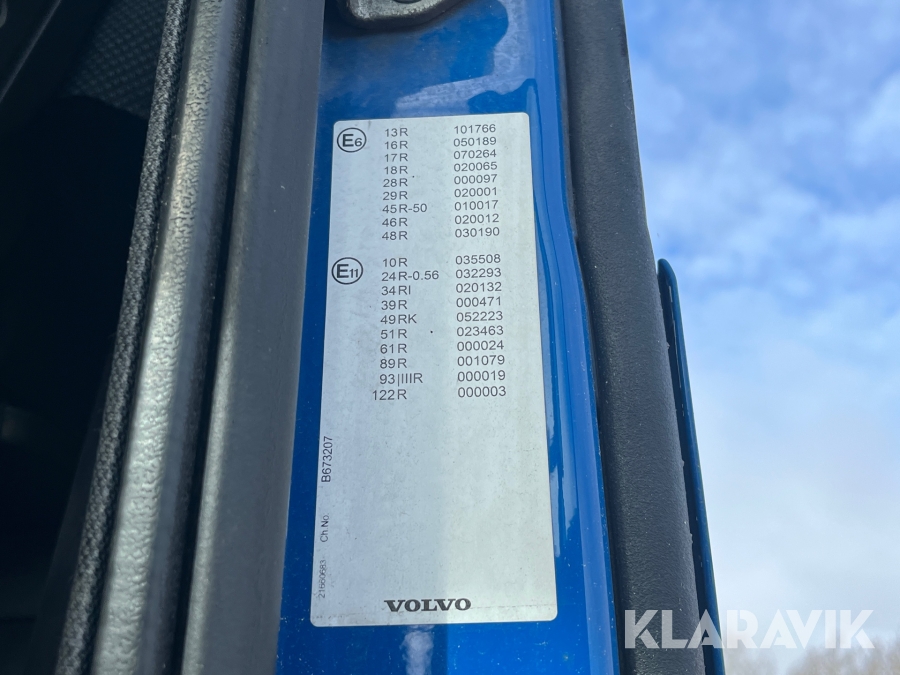 E6
13R 101766
16R 050189
17R 070264
18R 020065
28R 000097
29R 020001
45R-50 010017
46R 020012
48R 030190
E11
10R 035508
24R-0.56 032293
34RI 020132
39R 000471
49RK 052223
51R 023463
61R 000024
89R 001079
93|IIIR 000019
122R 000003
21660683 Ch.No B673207
VOLVO
KLARAVIK